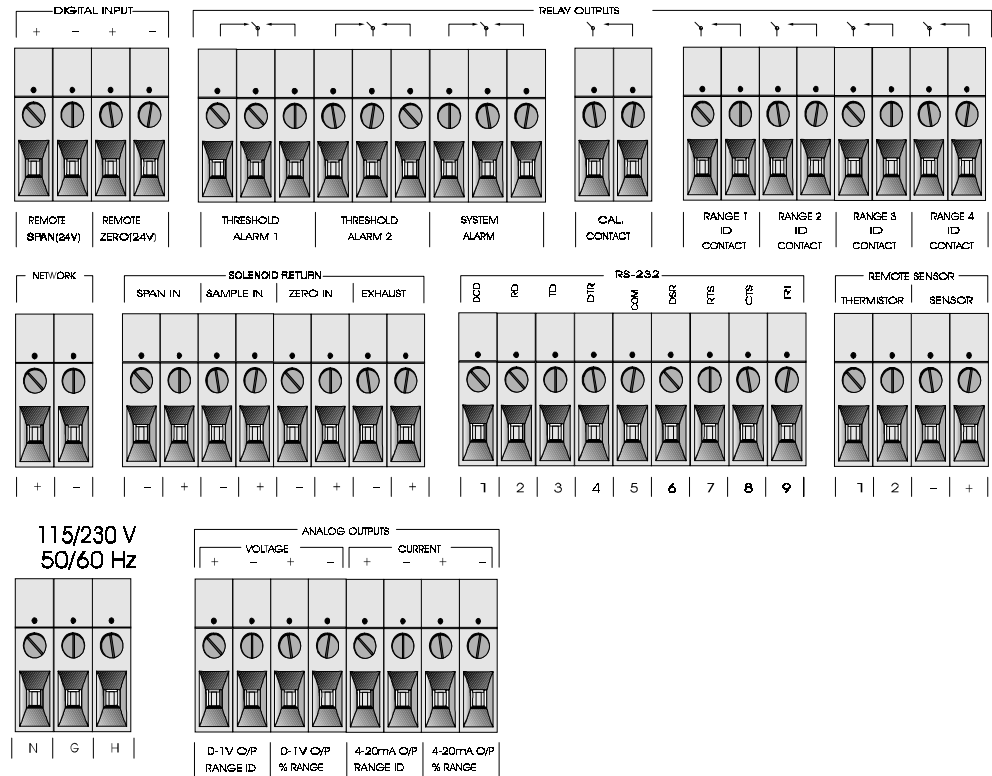 DIGITAL INPUT
+ − + −
REMOTE SPAN(24V)
REMOTE ZERO(24V)
RELAY OUTPUTS
THRESHOLD ALARM 1
THRESHOLD ALARM 2
SYSTEM ALARM
CAL. CONTACT
RANGE 1 ID CONTACT
RANGE 2 ID CONTACT
RANGE 3 ID CONTACT
RANGE 4 ID CONTACT
NETWORK
+ −
SOLENOID RETURN
SPAN IN SAMPLE IN ZERO IN EXHAUST
− + − + − + − +
RS-232
DCD RD TD DTR COM DSR RTS CTS RI
1 2 3 4 5 6 7 8 9
REMOTE SENSOR
THERMISTOR SENSOR
1 2 − +
115/230 V
50/60 Hz
N G H
ANALOG OUTPUTS
VOLTAGE CURRENT
+ − + − + − + −
0-1V O/P RANGE ID
0-1V O/P % RANGE
4-20mA O/P RANGE ID
4-20mA O/P % RANGE